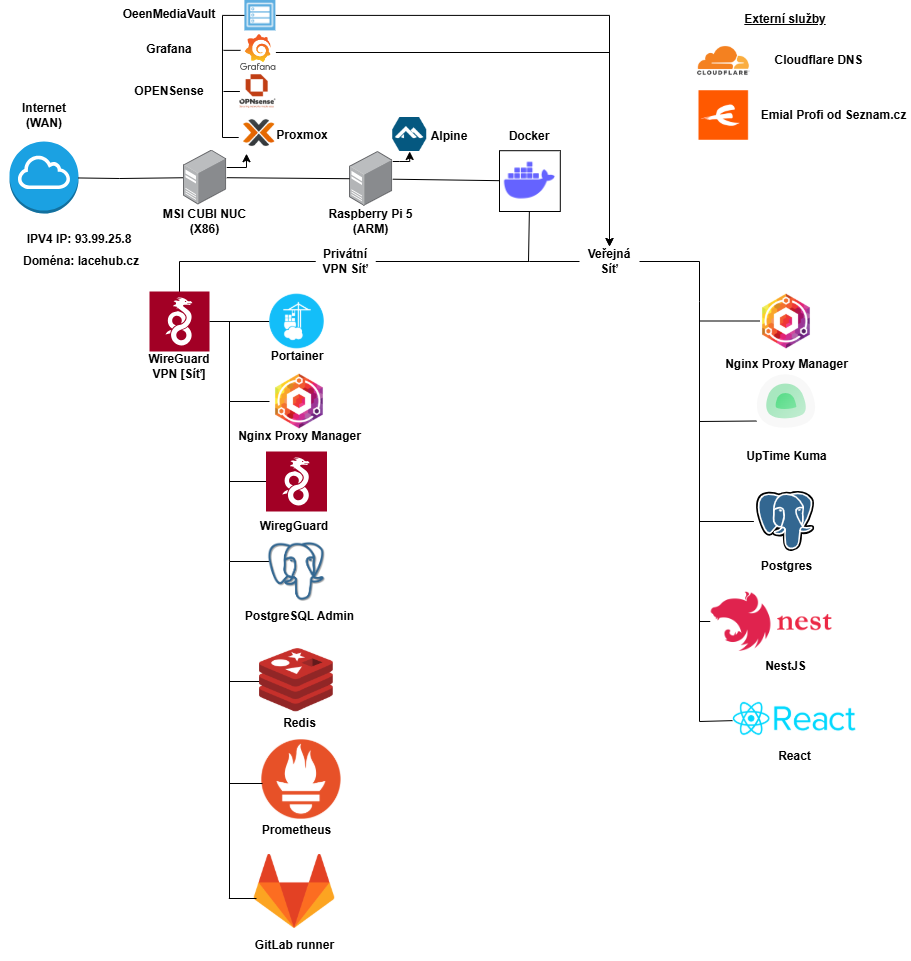 OeenMediaVault
Grafana
Grafana
OPENSense
OPNsense
Proxmox
Externí služby
CLOUDFLARE
Cloudflare DNS
Emial Profi od Seznam.cz
Internet
(WAN)
IPV4 IP: 93.99.25.8
Doména: lacehub.cz
MSI CUBI NUC
(X86)
Alpine
Raspberry Pi 5
(ARM)
Docker
Privátní
VPN Síť
Veřejná
Síť
WireGuard
VPN [Síť]
Portainer
Nginx Proxy Manager
WiregGuard
PostgreSQL Admin
Redis
Prometheus
GitLab runner
Nginx Proxy Manager
UpTime Kuma
Postgres
nest
NestJS
React
React